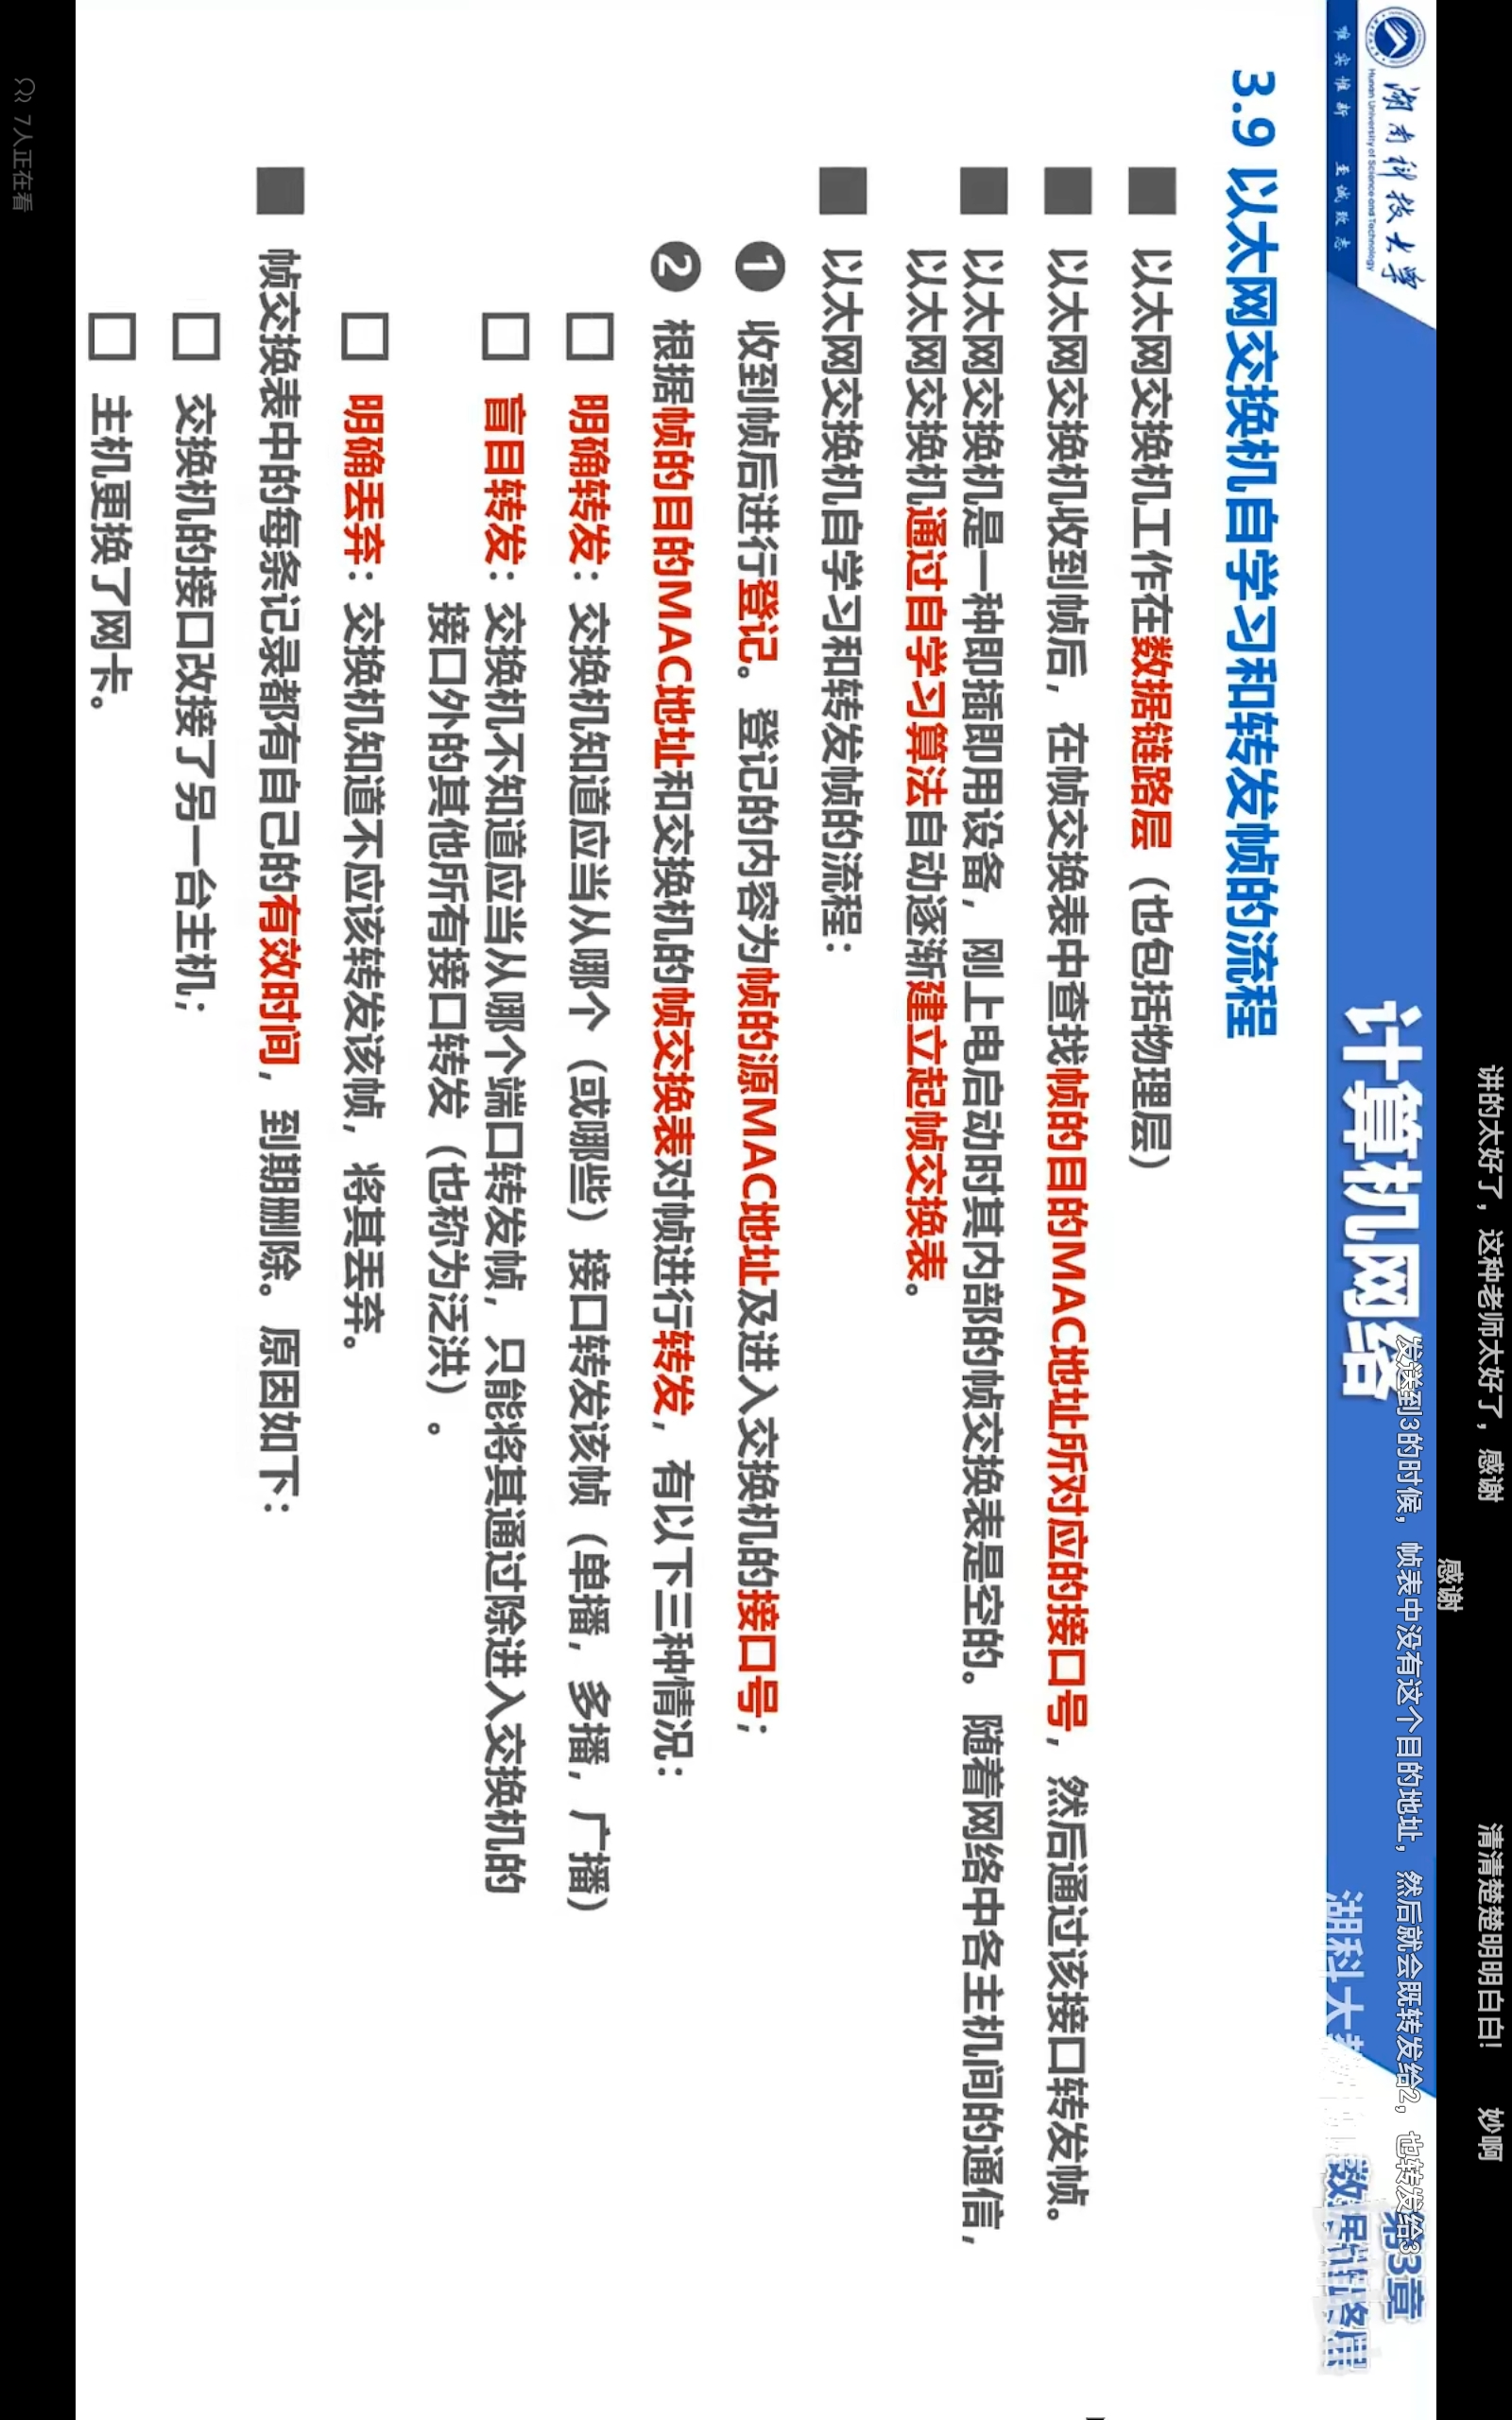 讲的太好了，这种老师太好了，感谢
清清楚楚明明白白！
妙啊
感谢
发送到3的时候，帧表中没有这个目的地址，然后就会既转发给2，也转发给3
湖南科技大学
Hunan University of Science and Technology
唯实惟新 至诚致志
计算机网络
湖科大
第3章
数据链路层
3.9 以太网交换机自学习和转发帧的流程
■ 以太网交换机工作在数据链路层（也包括物理层）
■ 以太网交换机收到帧后，在帧交换表中查找帧的目的MAC地址所对应的接口号，然后通过该接口转发帧。
■ 以太网交换机是一种即插即用设备，刚上电启动时其内部的帧交换表是空的。随着网络中各主机间的通信，
以太网交换机通过自学习算法自动逐渐建立起帧交换表。
■ 以太网交换机自学习和转发帧的流程：
❶ 收到帧后进行登记。登记的内容为帧的源MAC地址及进入交换机的接口号；
❷ 根据帧的目的MAC地址和交换机的帧交换表对帧进行转发，有以下三种情况：
□ 明确转发：交换机知道应当从哪个（或哪些）接口转发该帧（单播，多播，广播）
□ 盲目转发：交换机不知道应当从哪个端口转发帧，只能将其通过除进入交换机的
接口外的其他所有接口转发（也称为泛洪）。
□ 明确丢弃：交换机知道不应该转发该帧，将其丢弃。
■ 帧交换表中的每条记录都有自己的有效时间，到期删除。原因如下：
□ 交换机的接口改接了另一台主机；
□ 主机更换了网卡。
7人正在看